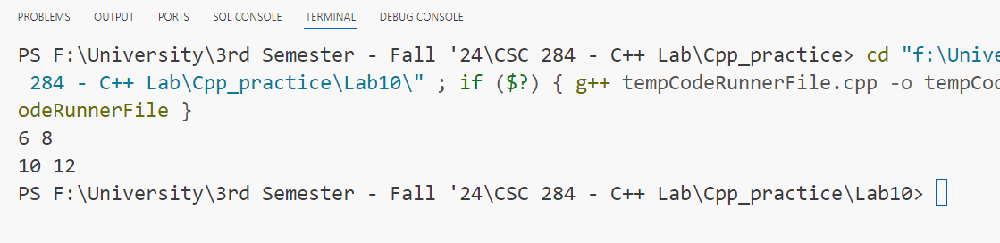 PROBLEMS OUTPUT PORTS SQL CONSOLE TERMINAL DEBUG CONSOLE
PS F:\University\3rd Semester - Fall '24\CSC 284 - C++ Lab\Cpp_practice> cd "f:\Unive
284 - C++ Lab\Cpp_practice\Lab10\" ; if ($?) { g++ tempCodeRunnerFile.cpp -o tempCod
odeRunnerFile }
6 8
10 12
PS F:\University\3rd Semester - Fall '24\CSC 284 - C++ Lab\Cpp_practice\Lab10>